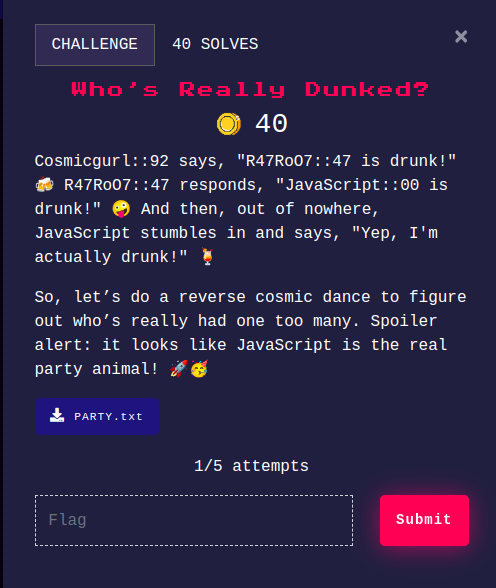 CHALLENGE 40 SOLVES ×
Who's Really Dunked?
40
Cosmicgurl::92 says, "R47RoO7::47 is drunk!"
🍻 R47RoO7::47 responds, "JavaScript::00 is
drunk!" 🤪 And then, out of nowhere,
JavaScript stumbles in and says, "Yep, I'm
actually drunk!" 🍹
So, let’s do a reverse cosmic dance to figure
out who’s really had one too many. Spoiler
alert: it looks like JavaScript is the real
party animal! 🚀🥳
PARTY.txt
1/5 attempts
Flag
Submit